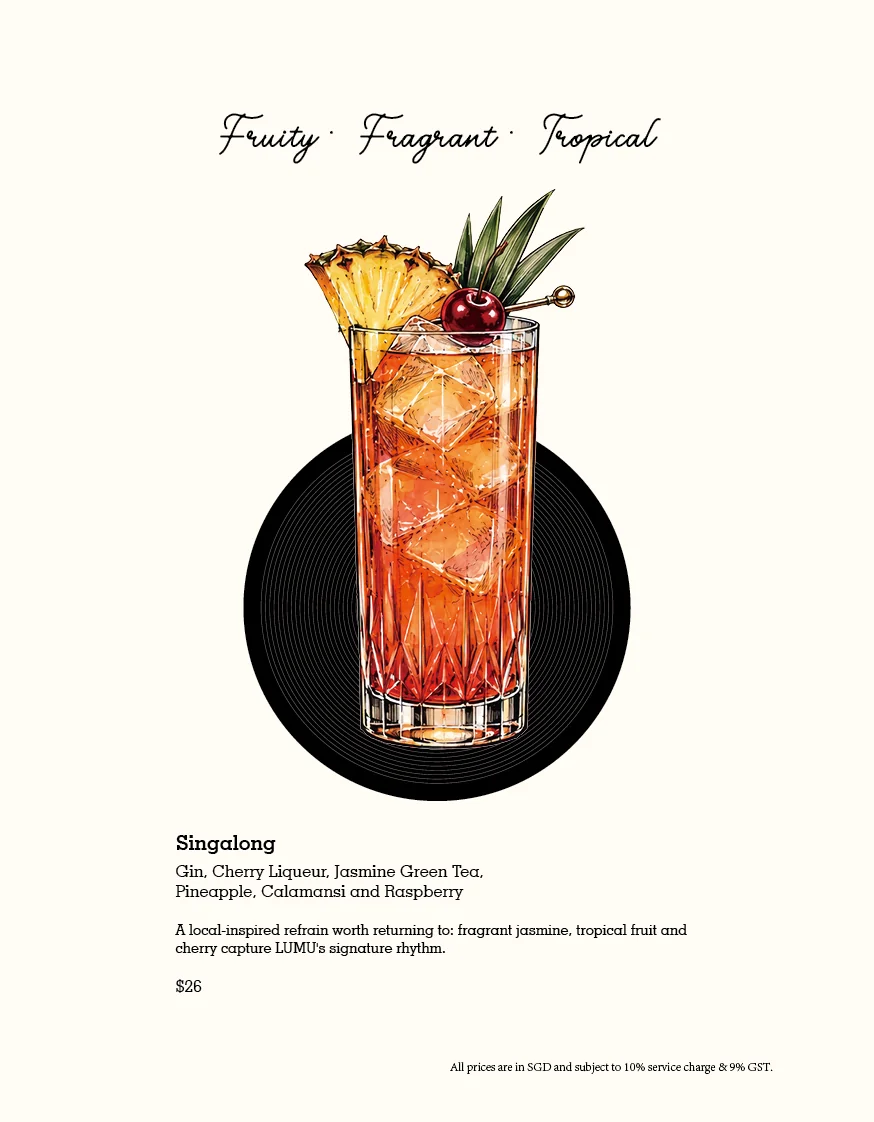 Fruity · Fragrant · Tropical
Singalong
Gin, Cherry Liqueur, Jasmine Green Tea,
Pineapple, Calamansi and Raspberry
A local-inspired refrain worth returning to: fragrant jasmine, tropical fruit and
cherry capture LUMU's signature rhythm.
$26
All prices are in SGD and subject to 10% service charge & 9% GST.